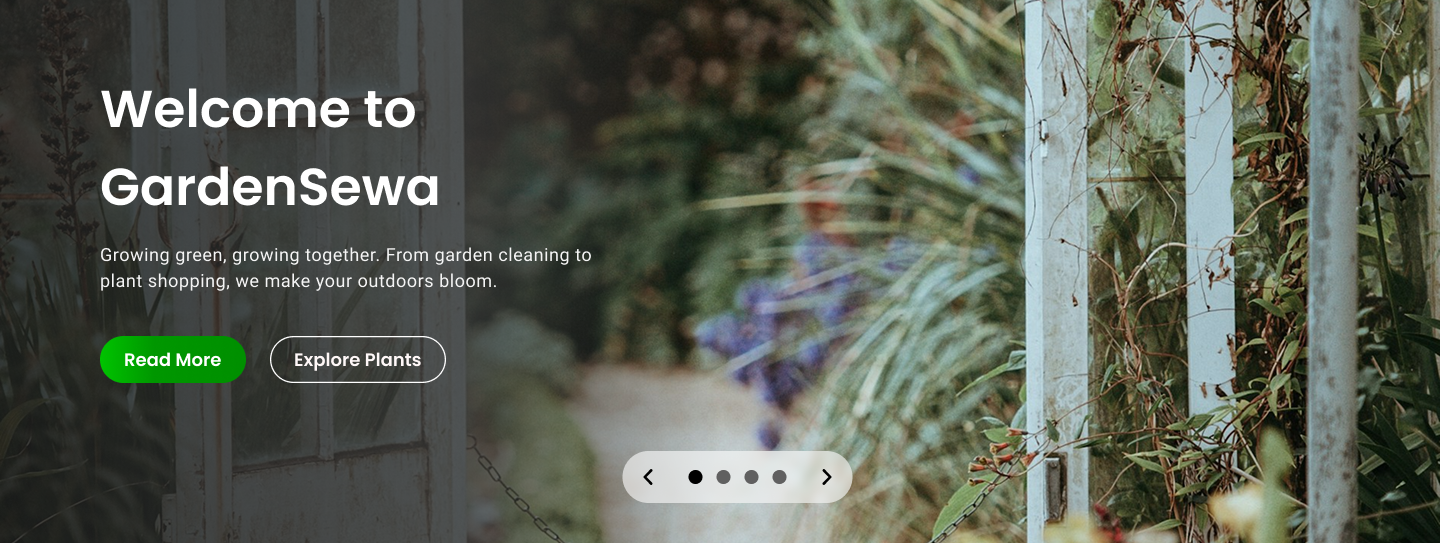 Welcome to
GardenSewa
Growing green, growing together. From garden cleaning to
plant shopping, we make your outdoors bloom.
Read More
Explore Plants